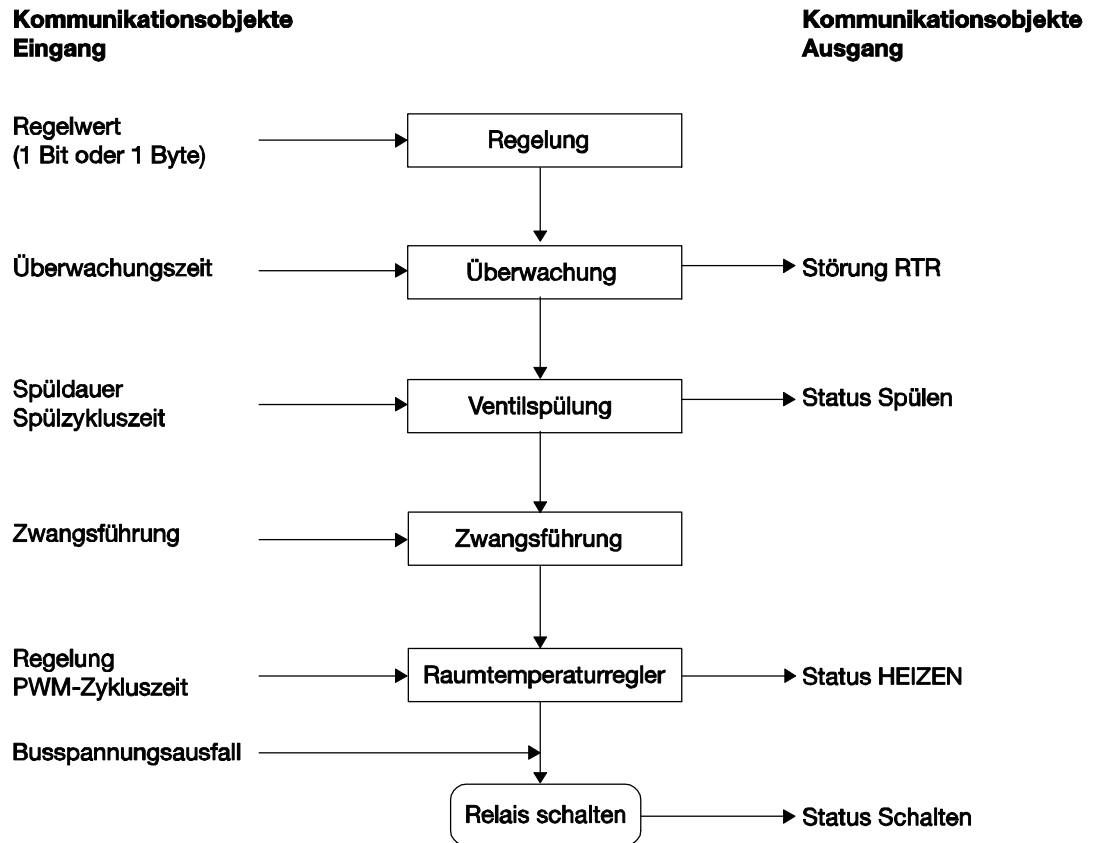 Kommunikationsobjekte
Eingang
Kommunikationsobjekte
Ausgang
Regelwert
(1 Bit oder 1 Byte)
Regelung
Überwachungszeit
Überwachung
Störung RTR
Spüldauer
Spülzykluszeit
Ventilspülung
Status Spülen
Zwangsführung
Zwangsführung
Regelung
PWM-Zykluszeit
Raumtemperaturregler
Status HEIZEN
Busspannungsausfall
Relais schalten
Status Schalten